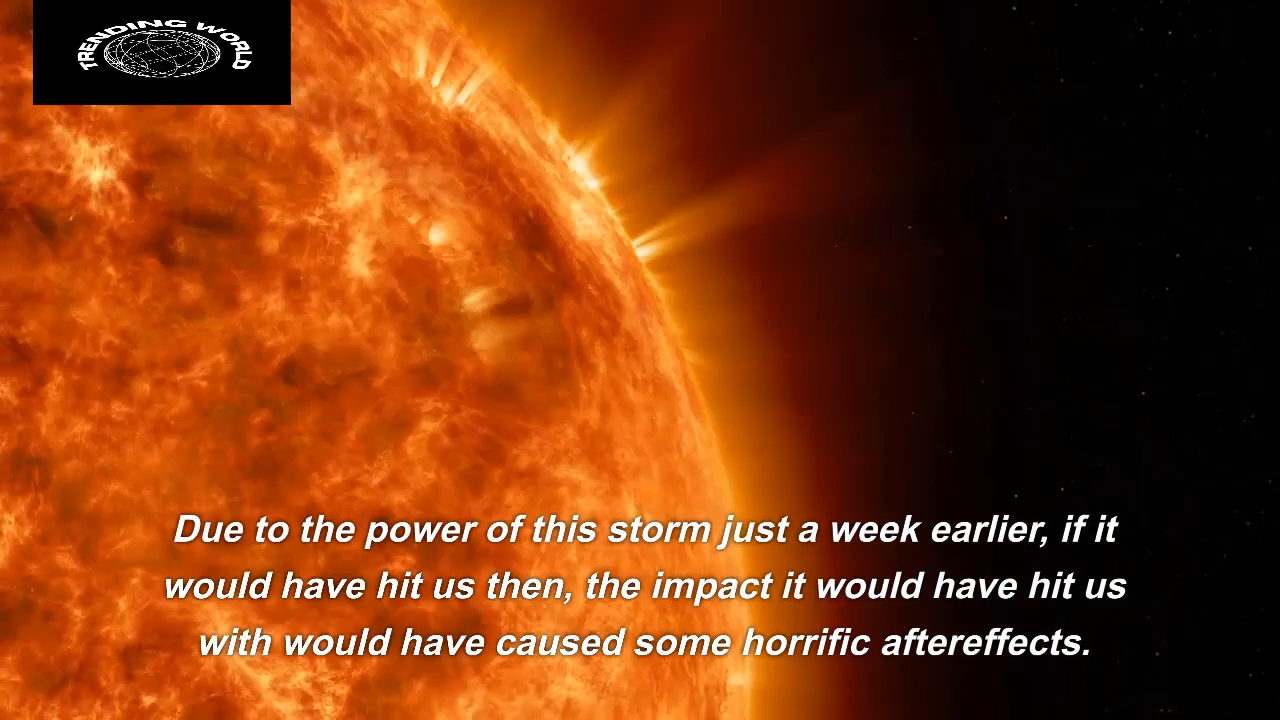 TRENDING WORLD
Due to the power of this storm just a week earlier, if it
would have hit us then, the impact it would have hit us
with would have caused some horrific aftereffects.